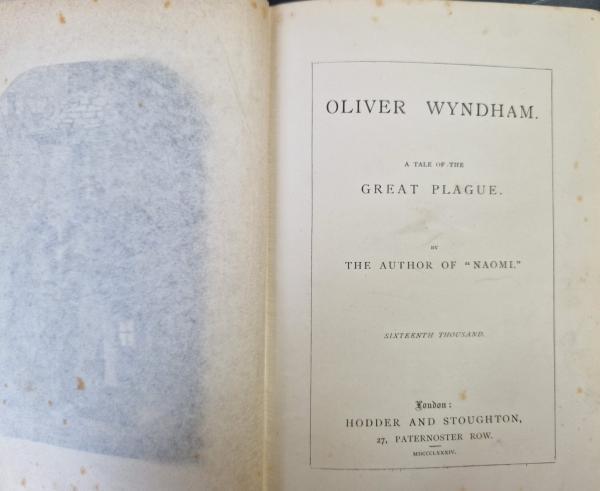 OLIVER WYNDHAM.
A TALE OF THE
GREAT PLAGUE.
BY
THE AUTHOR OF "NAOMI."
SIXTEENTH THOUSAND.
London:
HODDER AND STOUGHTON,
27, PATERNOSTER ROW.
MDCCCLXXXIV.